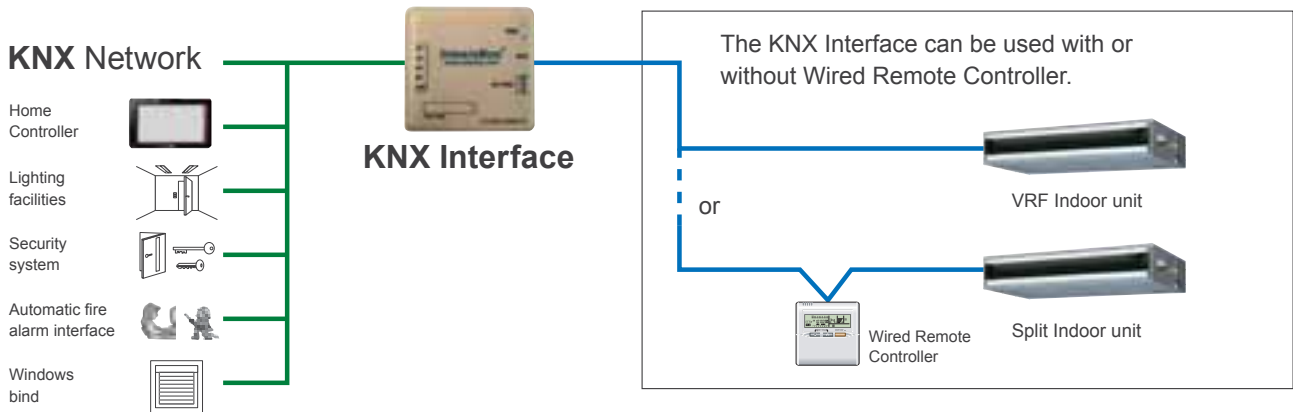 KNX Network
Home
Controller
Lighting
facilities
Security
system
Automatic fire
alarm interface
Windows
bind
KNX Interface
The KNX Interface can be used with or
without Wired Remote Controller.
or
VRF Indoor unit
Split Indoor unit
Wired Remote
Controller